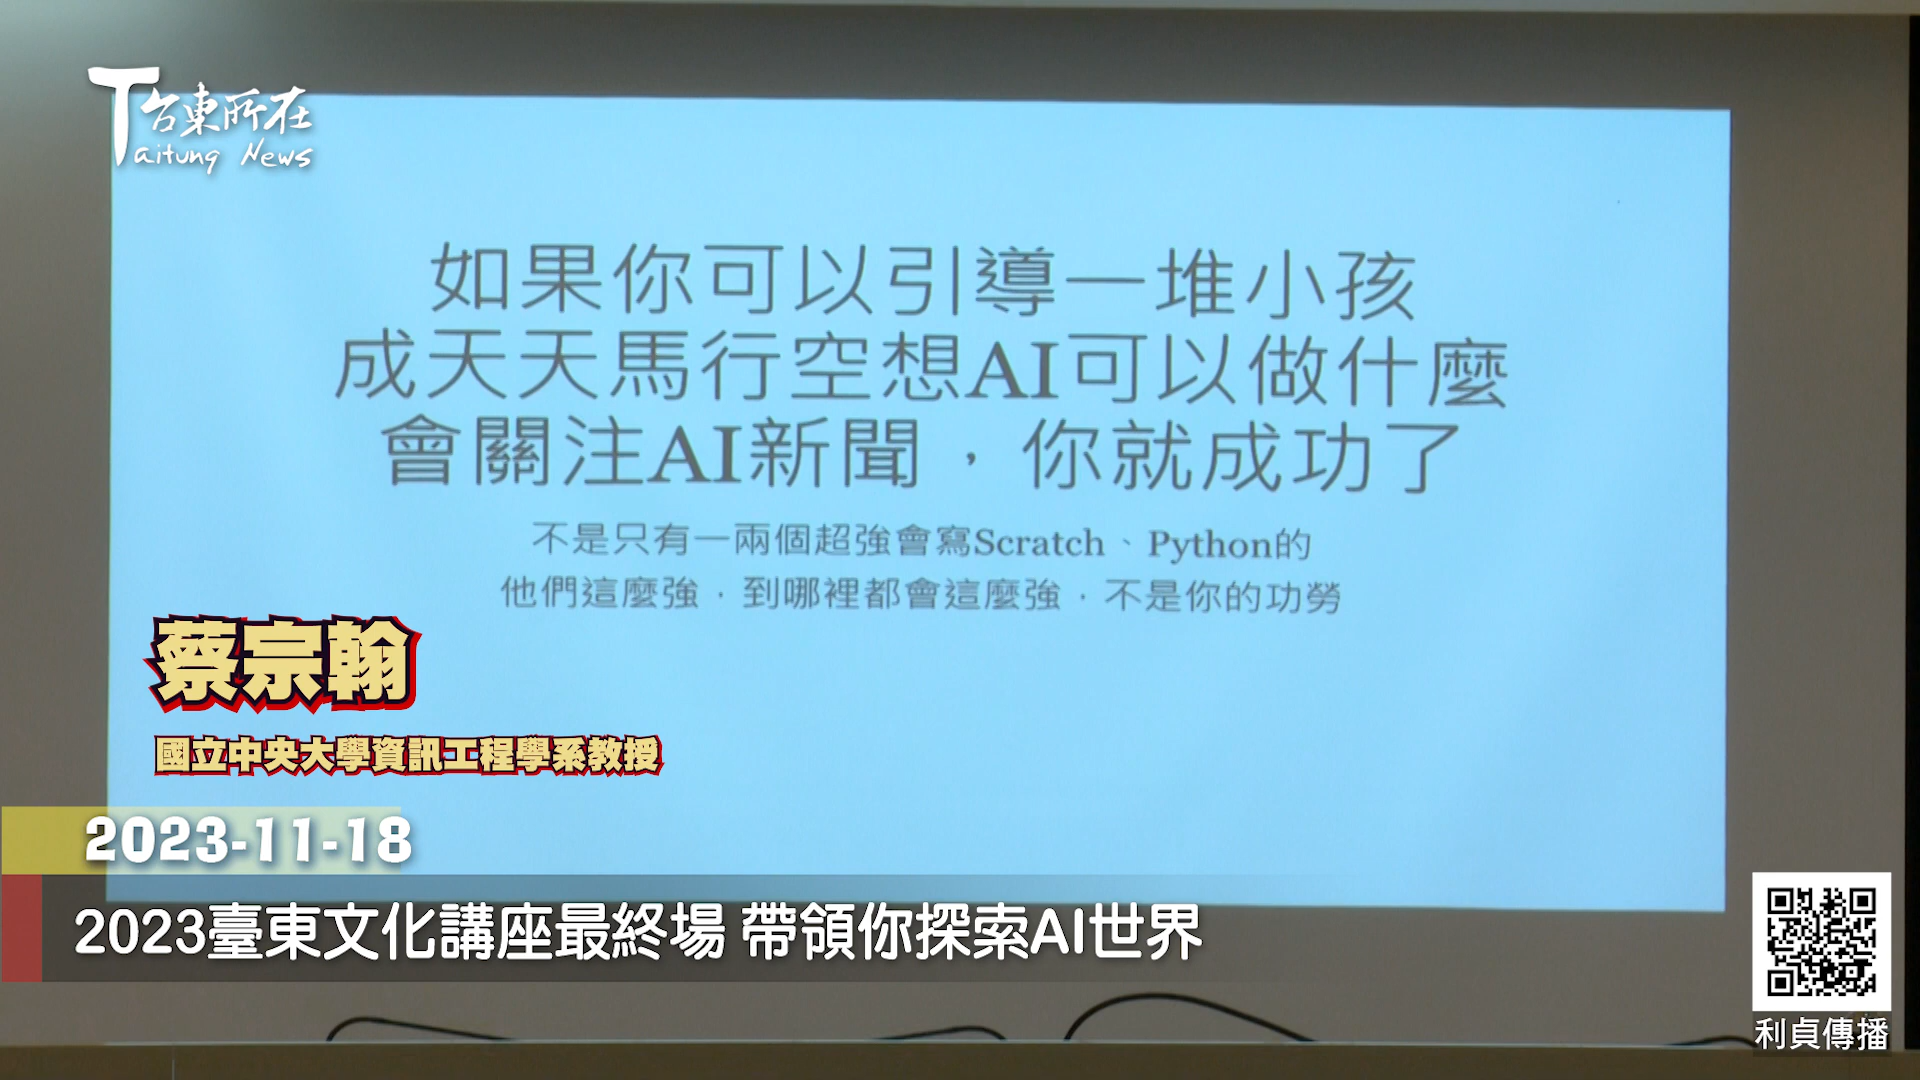 台東所在
Taitung News
如果你可以引導一堆小孩
成天天馬行空想AI可以做什麼
會關注AI新聞，你就成功了
不是只有一兩個超強會寫Scratch、Python的
他們這麼強，到哪裡都會這麼強，不是你的功勞
蔡宗翰
國立中央大學資訊工程學系教授
2023-11-18
2023臺東文化講座最終場 帶領你探索AI世界
利貞傳播